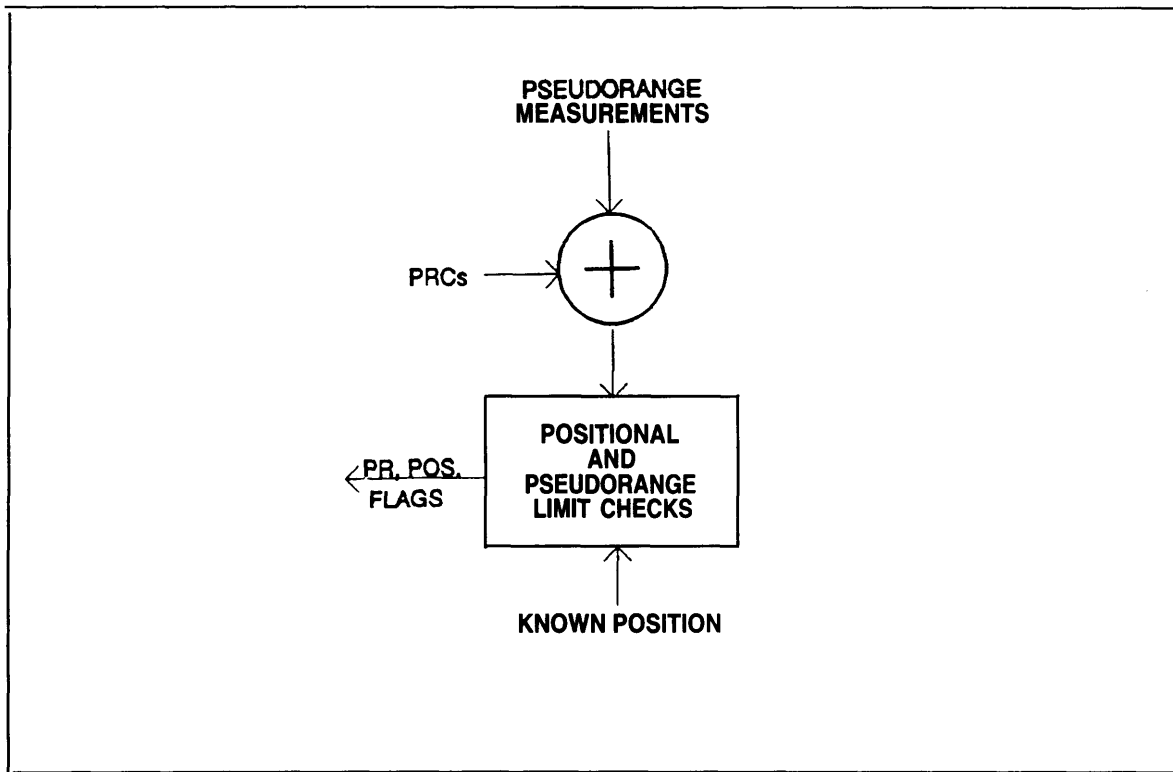 PSEUDORANGE
MEASUREMENTS
PRCs
POSITIONAL
AND
PSEUDORANGE
LIMIT CHECKS
PR, POS.
FLAGS
KNOWN POSITION